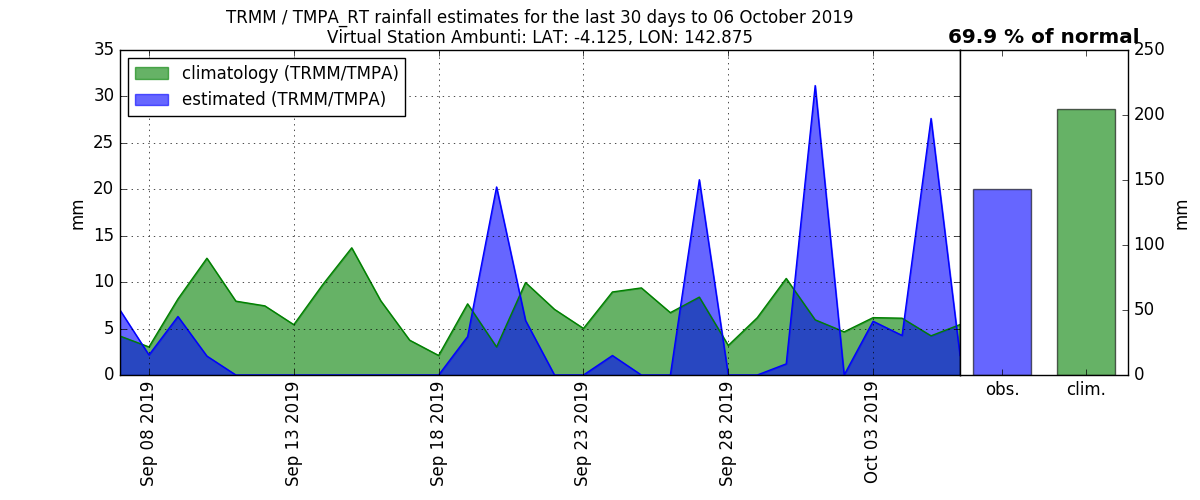 TRMM / TMPA_RT rainfall estimates for the last 30 days to 06 October 2019
Virtual Station Ambunti: LAT: -4.125, LON: 142.875
69.9 % of normal
climatology (TRMM/TMPA)
estimated (TRMM/TMPA)
35
30
25
20
15
10
5
0
mm
250
200
150
100
50
0
mm
Sep 08 2019
Sep 13 2019
Sep 18 2019
Sep 23 2019
Sep 28 2019
Oct 03 2019
obs.
clim.